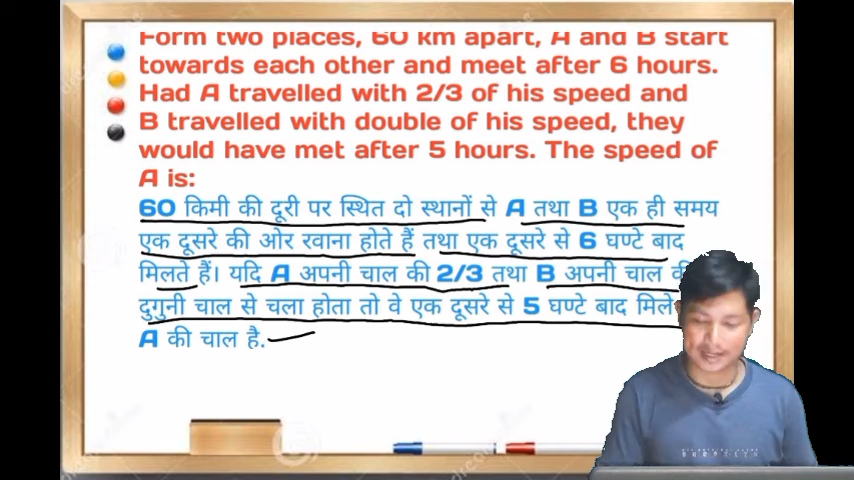 Form two places, 60 km apart, A and B start
towards each other and meet after 6 hours.
Had A travelled with 2/3 of his speed and
B travelled with double of his speed, they
would have met after 5 hours. The speed of
A is:
60 किमी की दूरी पर स्थित दो स्थानों से A तथा B एक ही समय
एक दूसरे की ओर रवाना होते हैं तथा एक दूसरे से 6 घण्टे बाद
मिलते हैं। यदि A अपनी चाल की 2/3 तथा B अपनी चाल की
दुगुनी चाल से चला होता तो वे एक दूसरे से 5 घण्टे बाद मिले
A की चाल है.